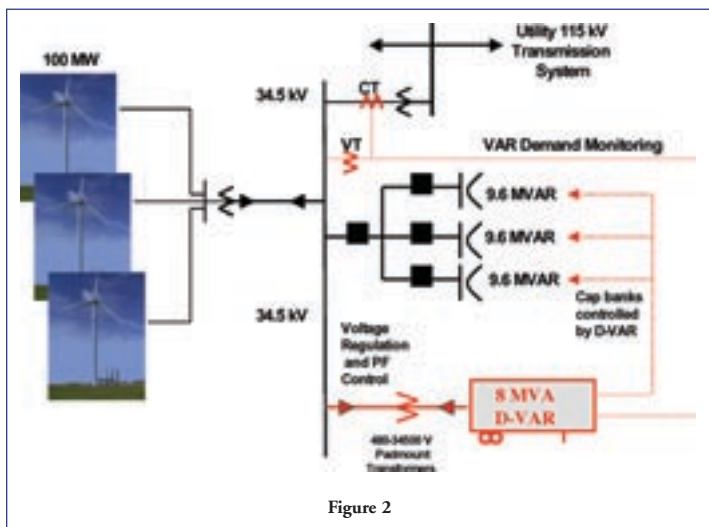 Utility 115 kV
Transmission
System
100 MW
34.5 kV
CT
VT
VAR Demand Monitoring
9.6 MVAR
9.6 MVAR
9.6 MVAR
Cap banks
controlled
by D-VAR
34.5 kV
Voltage
Regulation
and PF
Control
8 MVA
D-VAR
480-34500 V
Padmount
Transformers
Figure 2